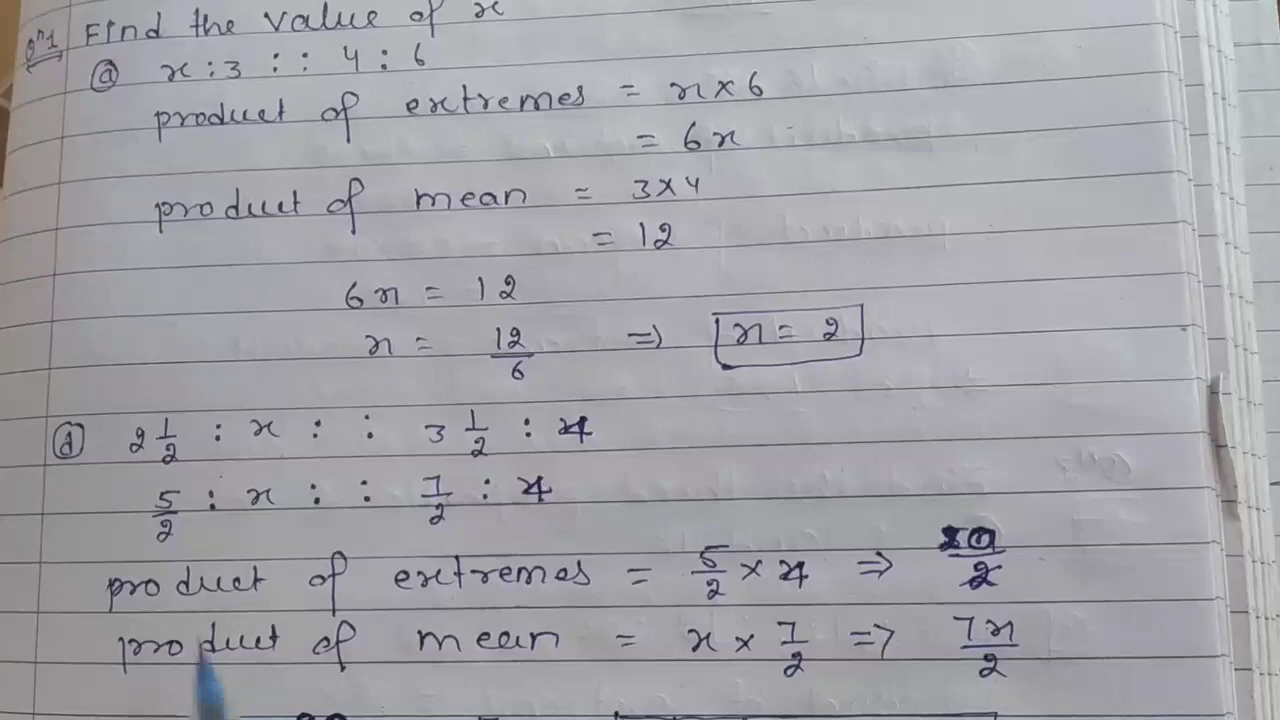 Qn1 Find the value of x
(a) x : 3 : : 4 : 6
product of extremes = x × 6
= 6x
product of mean = 3 × 4
= 12
6x = 12
x = 12/6 => x = 2
(d) 2 1/2 : x : : 3 1/2 : 4
5/2 : x : : 7/2 : 4
product of extremes = 5/2 × 4 => 20/2
product of mean = x × 7/2 => 7x/2